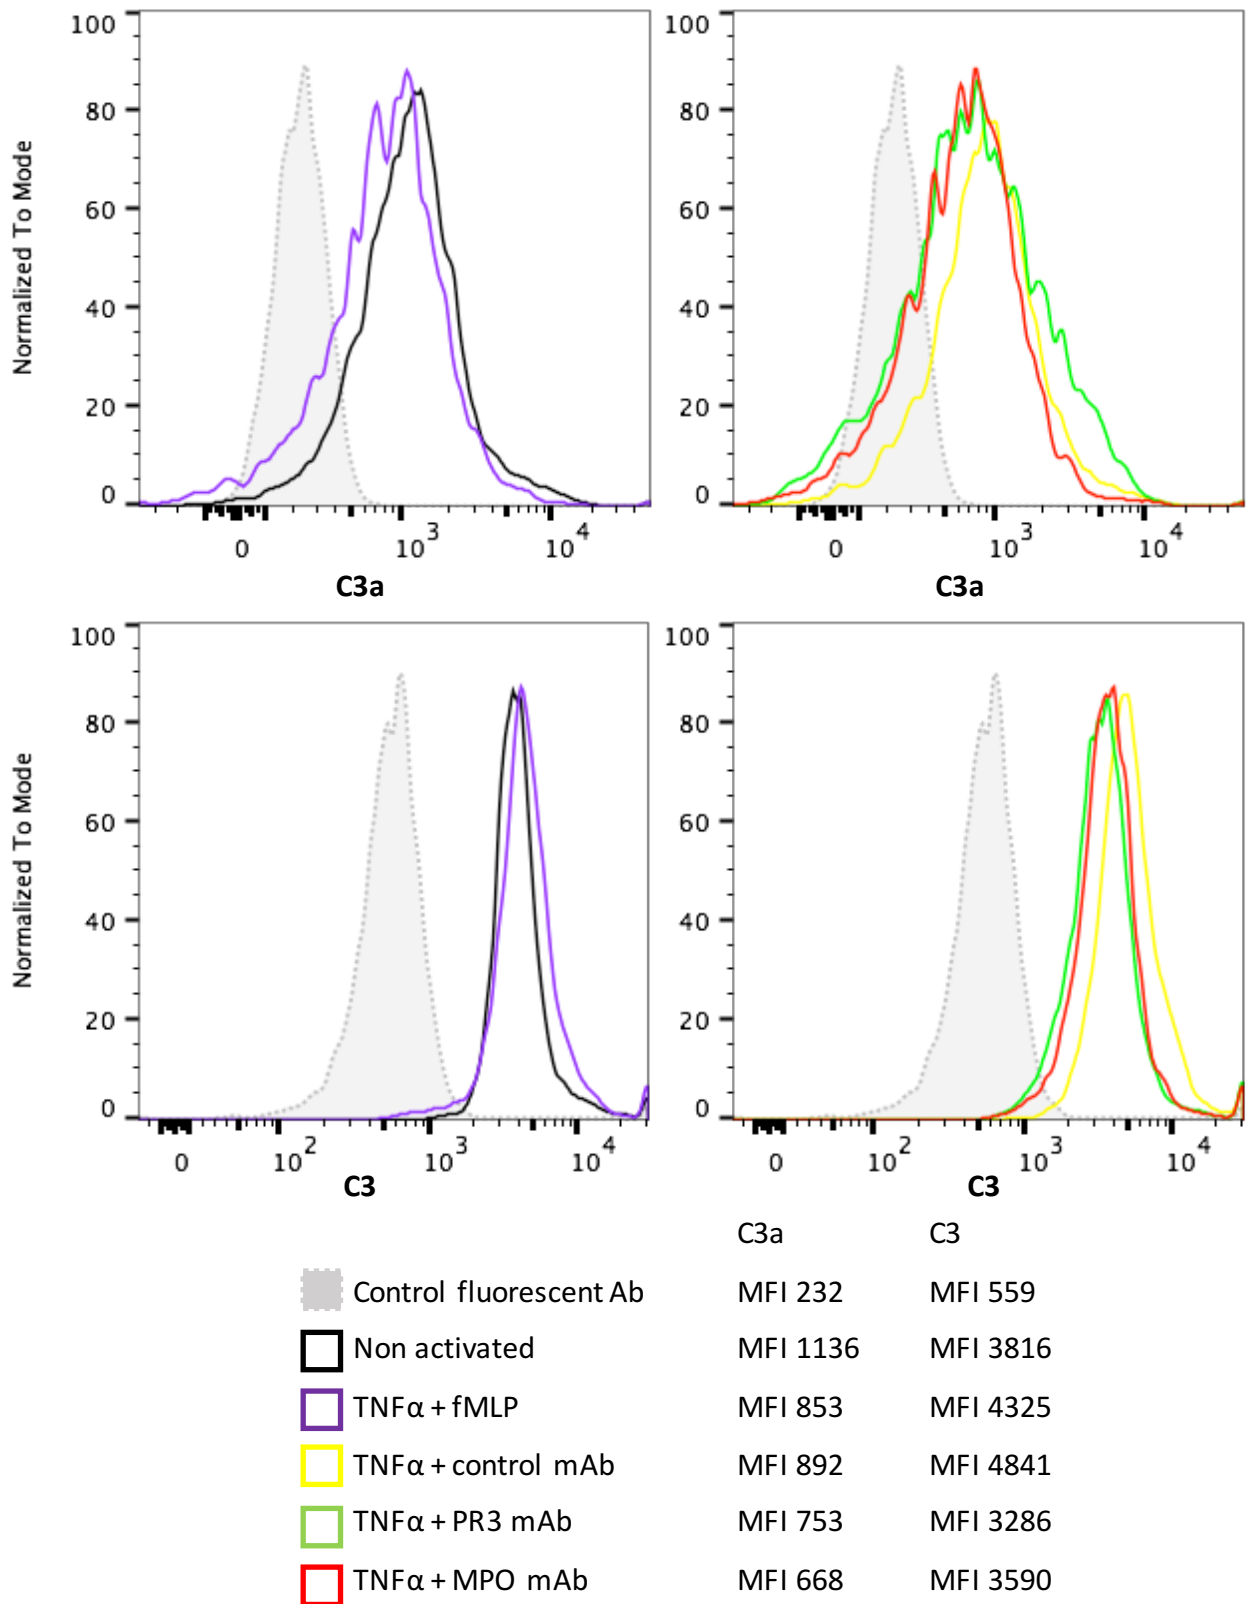 100
80
60
40
20
0
Normalized To Mode
0
10^3
10^4
C3a
100
80
60
40
20
0
0
10^3
10^4
C3a
100
80
60
40
20
0
Normalized To Mode
0
10^2
10^3
10^4
C3
100
80
60
40
20
0
0
10^2
10^3
10^4
C3
C3a C3
Control fluorescent Ab MFI 232 MFI 559
Non activated MFI 1136 MFI 3816
TNFα + fMLP MFI 853 MFI 4325
TNFα + control mAb MFI 892 MFI 4841
TNFα + PR3 mAb MFI 753 MFI 3286
TNFα + MPO mAb MFI 668 MFI 3590